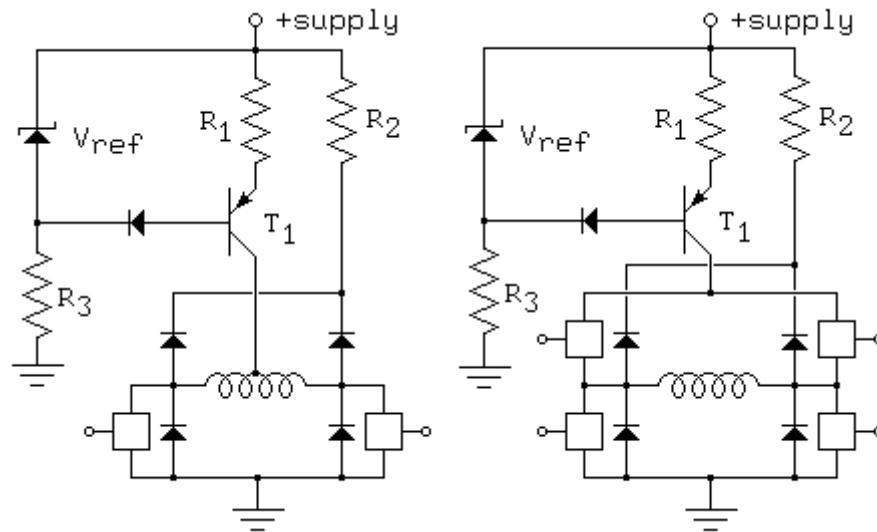 +supply
R1
R2
Vref
T1
R3
+supply
R1
R2
Vref
T1
R3